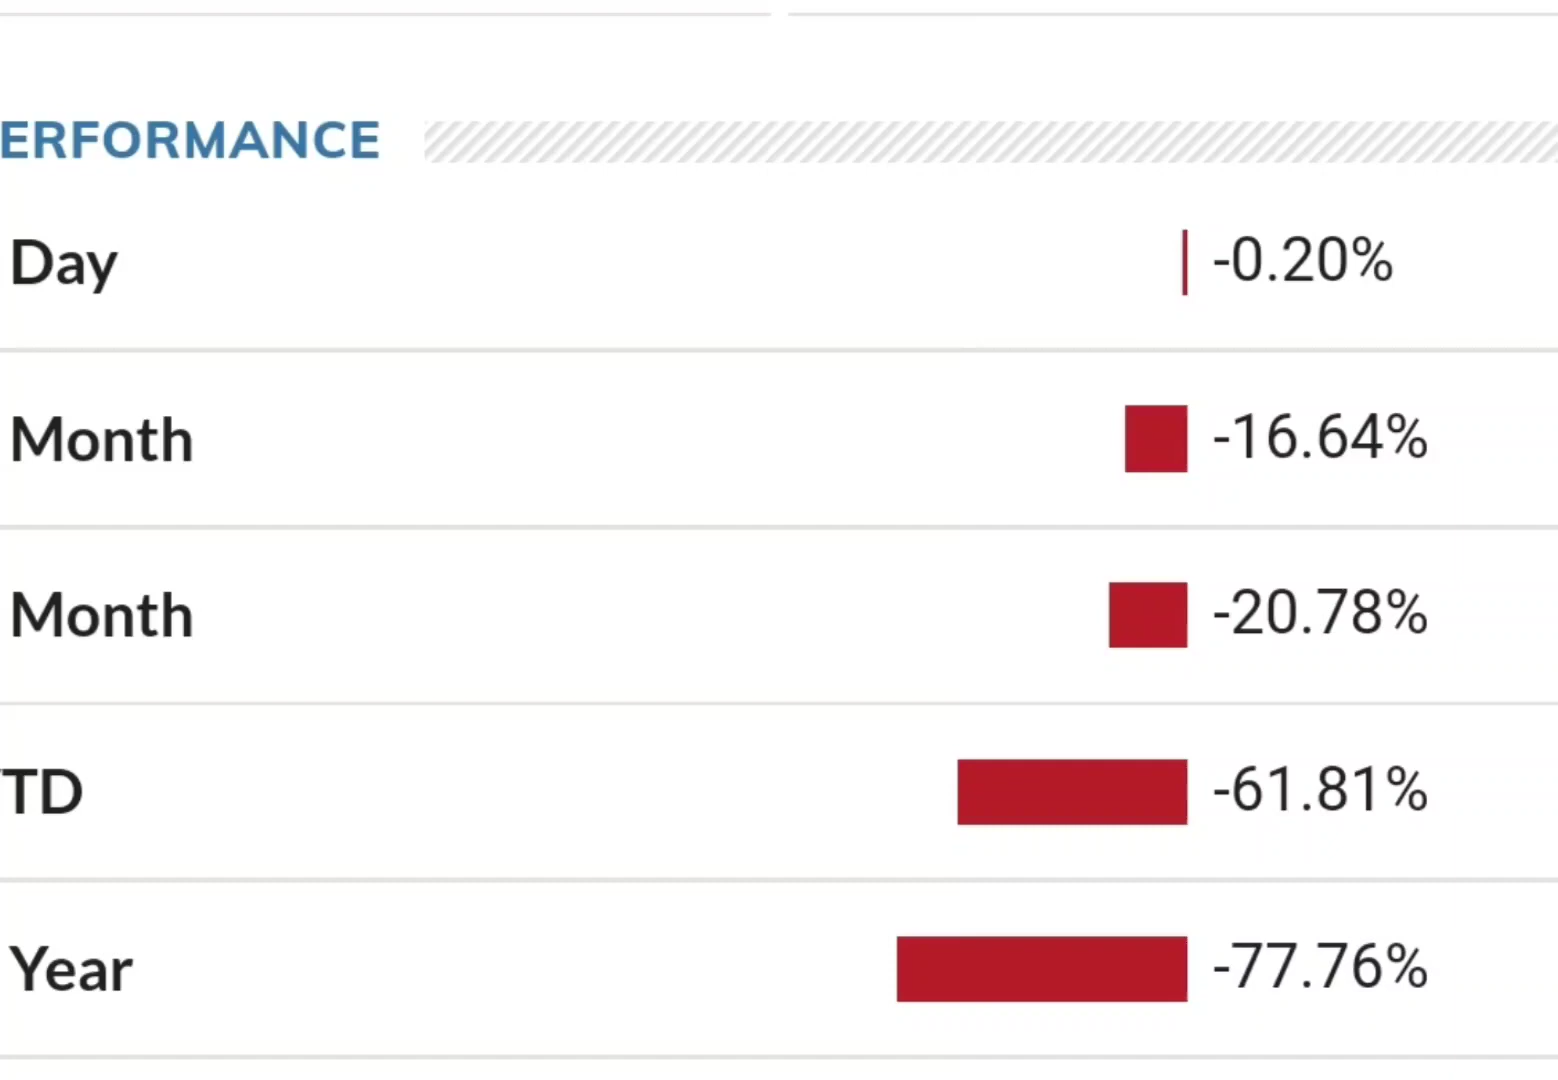 ERFORMANCE
Day -0.20%
Month -16.64%
Month -20.78%
TD -61.81%
Year -77.76%